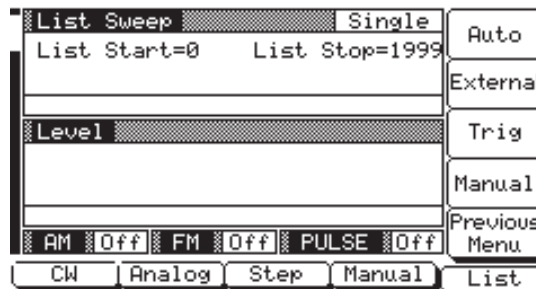 List Sweep Single
List Start=0 List Stop=1999
Level
AM Off FM Off PULSE Off
Auto
Externa
Trig
Manual
Previous
Menu
CW Analog Step Manual List